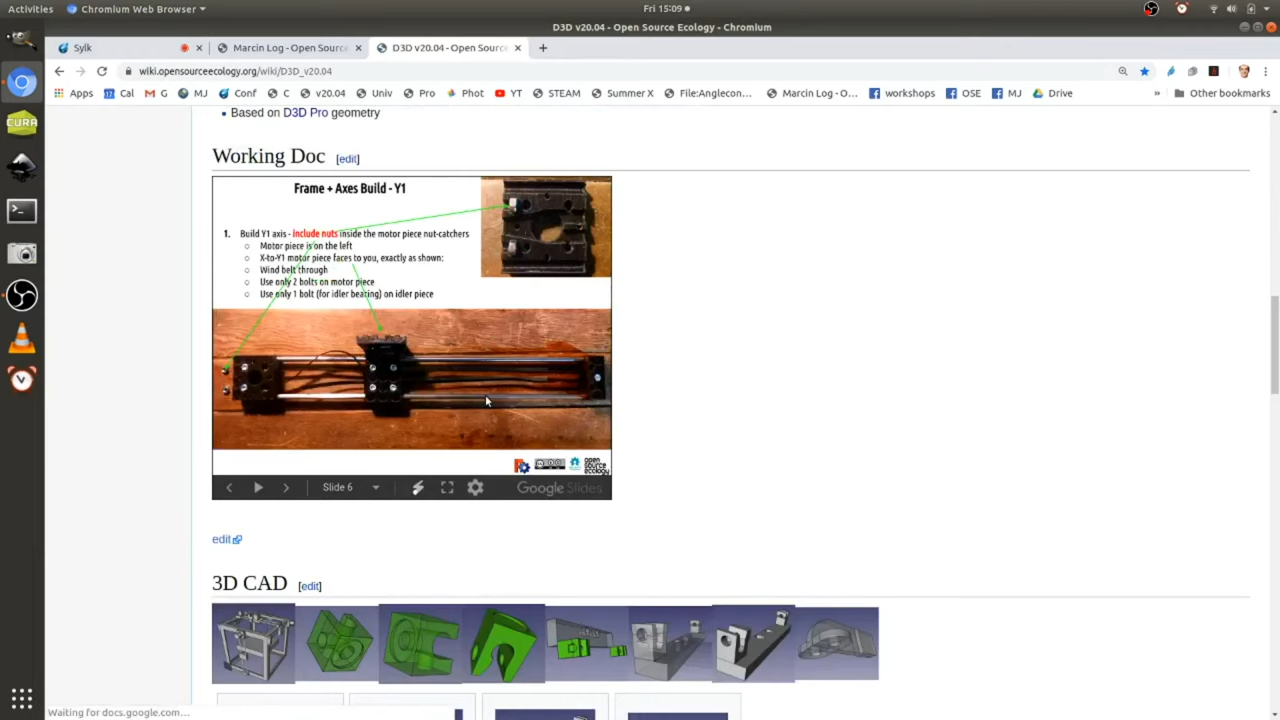 Activities
Chromium Web Browser
Fri 15:09
D3D v20.04 - Open Source Ecology - Chromium
Sylk
Marcin Log - Open Source
D3D v20.04 - Open Source
wiki.opensourceecology.org/wiki/D3D_v20.04
Apps
Cal
G
MJ
Conf
C
v20.04
Univ
Pro
Phot
YT
STEAM
Summer X
File:Anglecon...
Marcin Log - O...
workshops
OSE
MJ
Drive
»
Other bookmarks
CURA
Based on D3D Pro geometry
Working Doc [edit]
Frame + Axes Build - Y1
1. Build Y1 axis - include nuts inside the motor piece nut-catchers
Motor piece is on the left
X-to-Y1 motor piece faces to you, exactly as shown:
Wind belt through
Use only 2 bolts on motor piece
Use only 1 bolt (for idler beating) on idler piece
open source ecology
Slide 6
Google Slides
edit
3D CAD [edit]
Waiting for docs.google.com...